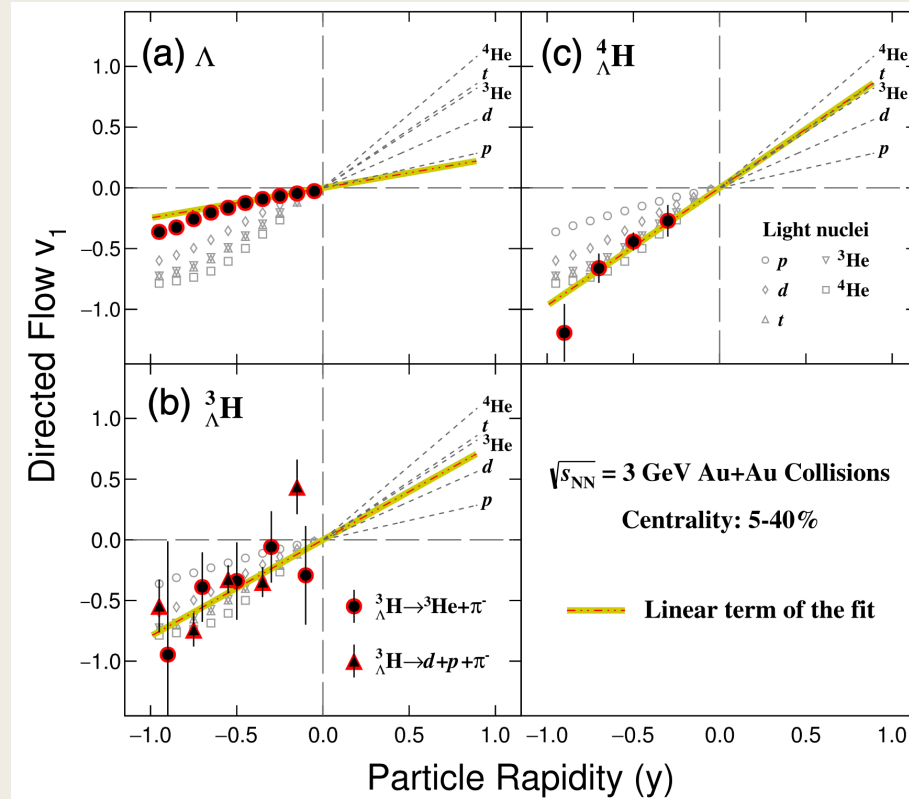 (a) Λ
⁴He
t
³He
d
p
1.0
0.5
0.0
−0.5
−1.0
(c) ⁴ΛH
⁴He
t
³He
d
p
Light nuclei
p
³He
d
⁴He
t
Directed Flow v₁
(b) ³ΛH
⁴He
t
³He
d
p
1.0
0.5
0.0
−0.5
−1.0
³ΛH→³He+π⁻
³ΛH→d+p+π⁻
√sNN = 3 GeV Au+Au Collisions
Centrality: 5-40%
Linear term of the fit
−1.0 −0.5 0.0 0.5 1.0
−1.0 −0.5 0.0 0.5 1.0
Particle Rapidity (y)